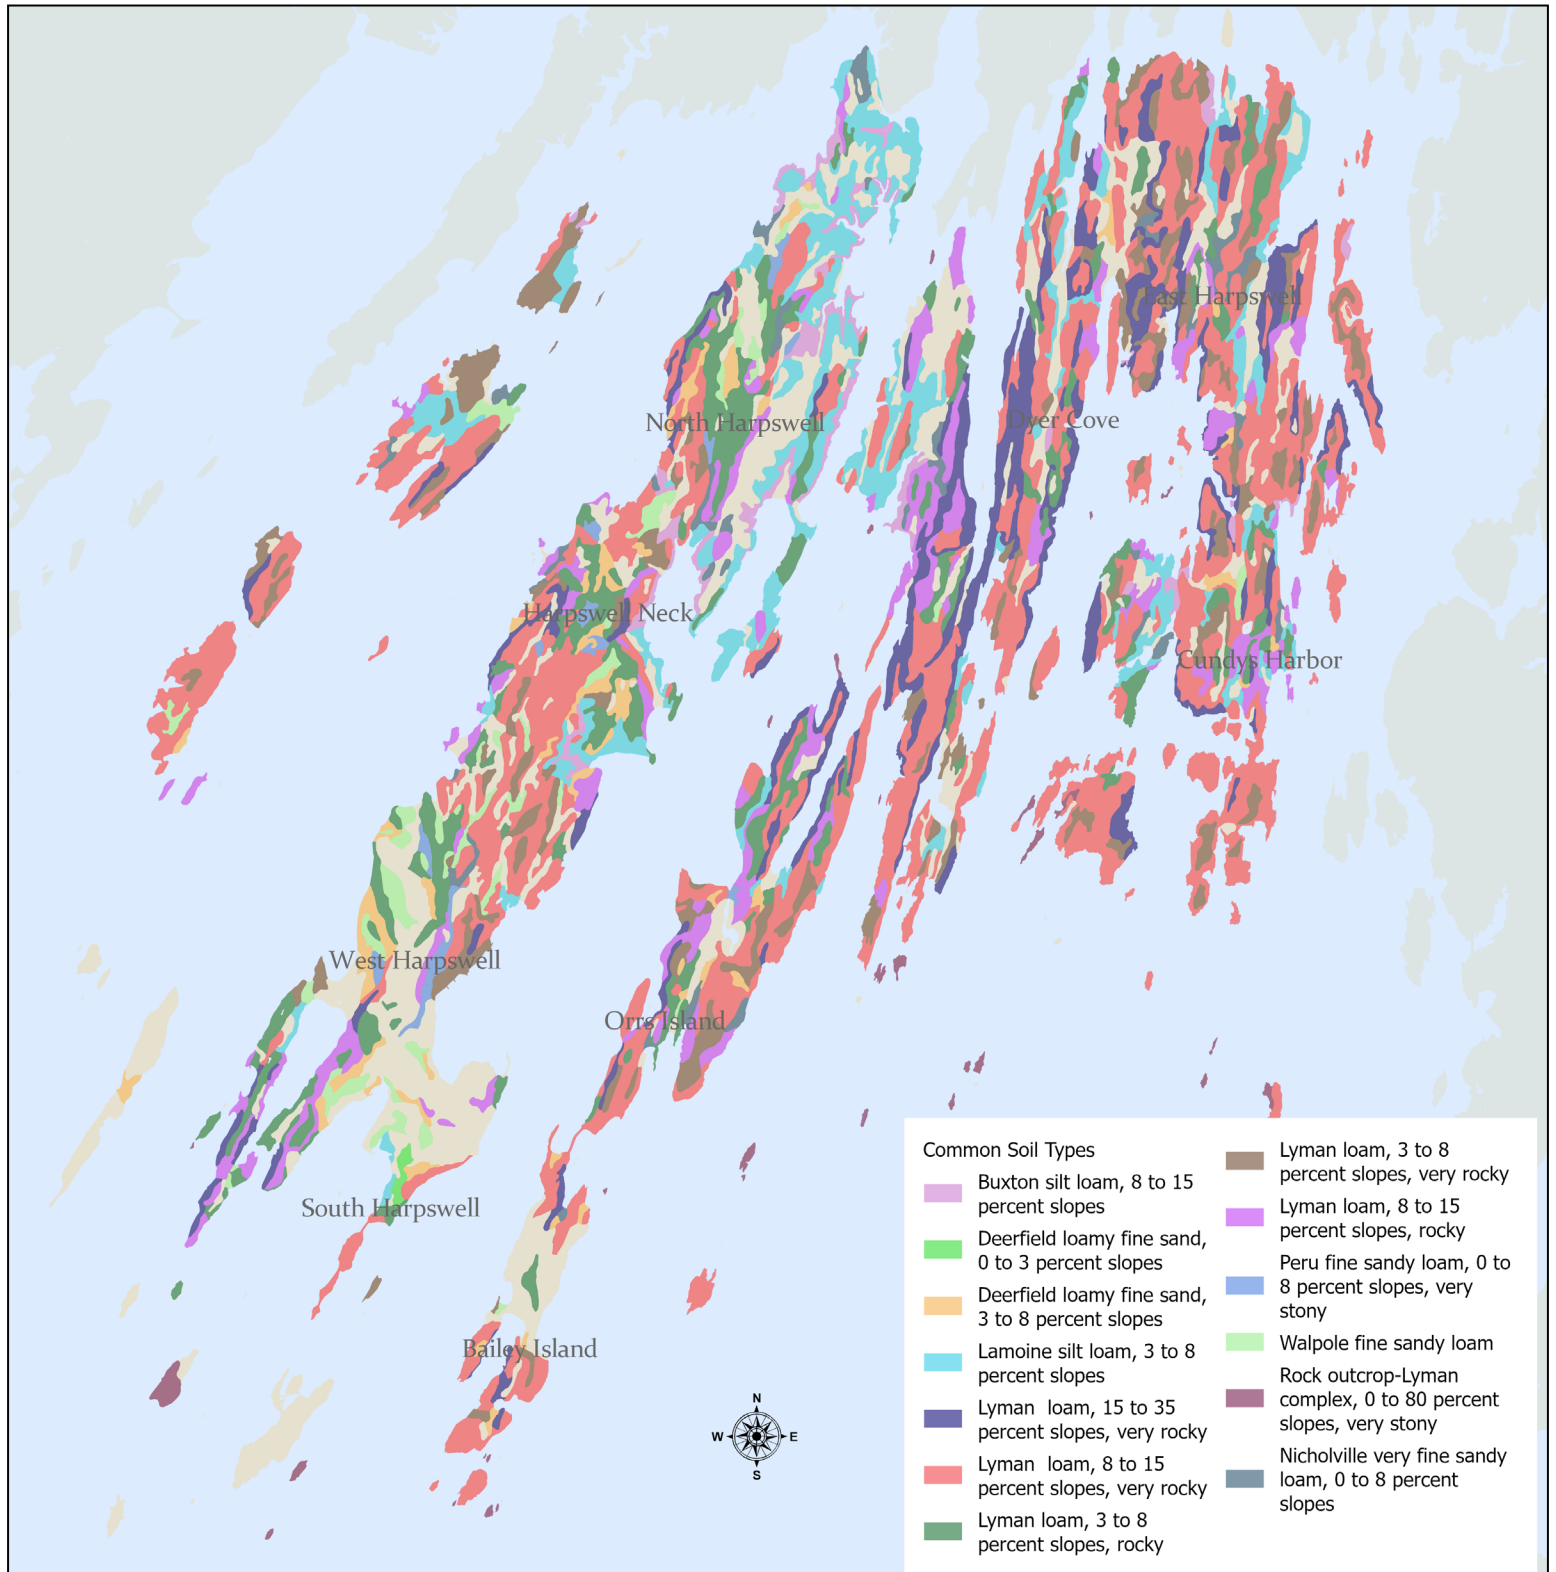 East Harpswell
North Harpswell
Dyer Cove
Harpswell Neck
Cundys Harbor
West Harpswell
Orrs Island
South Harpswell
Bailey Island
N
W
E
S
Common Soil Types
Buxton silt loam, 8 to 15
percent slopes
Deerfield loamy fine sand,
0 to 3 percent slopes
Deerfield loamy fine sand,
3 to 8 percent slopes
Lamoine silt loam, 3 to 8
percent slopes
Lyman loam, 15 to 35
percent slopes, very rocky
Lyman loam, 8 to 15
percent slopes, very rocky
Lyman loam, 3 to 8
percent slopes, rocky
Lyman loam, 3 to 8
percent slopes, very rocky
Lyman loam, 8 to 15
percent slopes, rocky
Peru fine sandy loam, 0 to
8 percent slopes, very
stony
Walpole fine sandy loam
Rock outcrop-Lyman
complex, 0 to 80 percent
slopes, very stony
Nicholville very fine sandy
loam, 0 to 8 percent
slopes